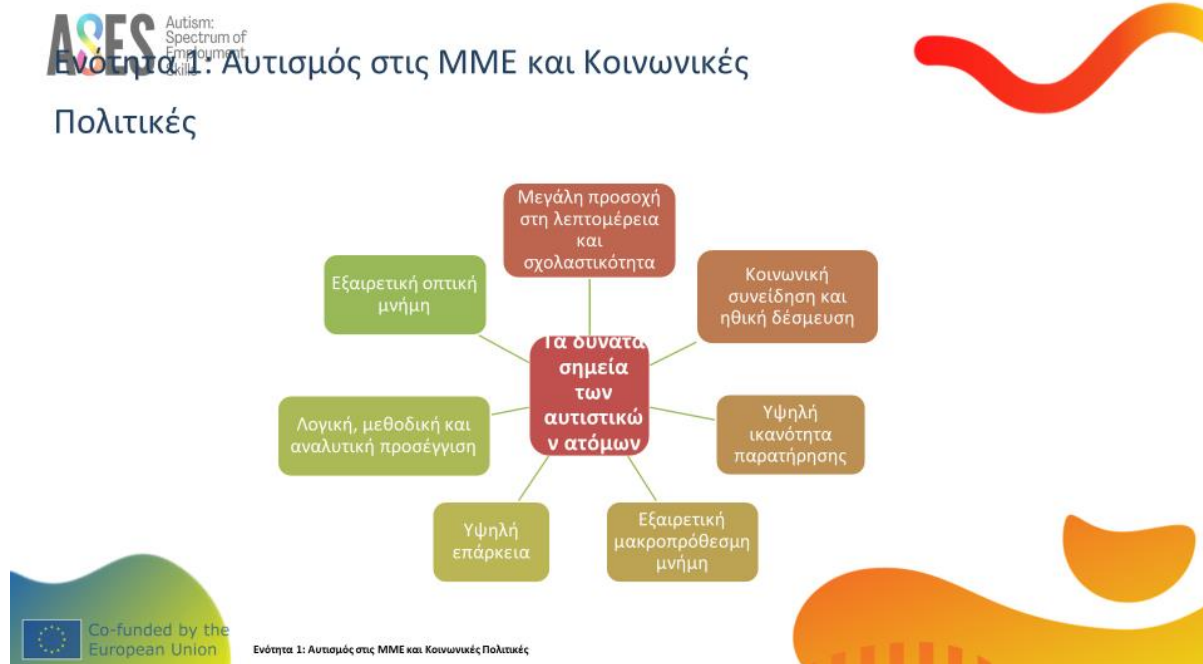 ASES
Autism:
Spectrum of
Employment
Skills
Ενότητα 1: Αυτισμός στις ΜΜΕ και Κοινωνικές
Πολιτικές
Μεγάλη προσοχή
στη λεπτομέρεια
και
σχολαστικότητα
Εξαιρετική οπτική
μνήμη
Κοινωνική
συνείδηση και
ηθική δέσμευση
Τα δυνατά
σημεία
των
αυτιστικώ
ν ατόμων
Λογική, μεθοδική και
αναλυτική προσέγγιση
Υψηλή
ικανότητα
παρατήρησης
Υψηλή
επάρκεια
Εξαιρετική
μακροπρόθεσμη
μνήμη
Co-funded by the
European Union
Ενότητα 1: Αυτισμός στις ΜΜΕ και Κοινωνικές Πολιτικές